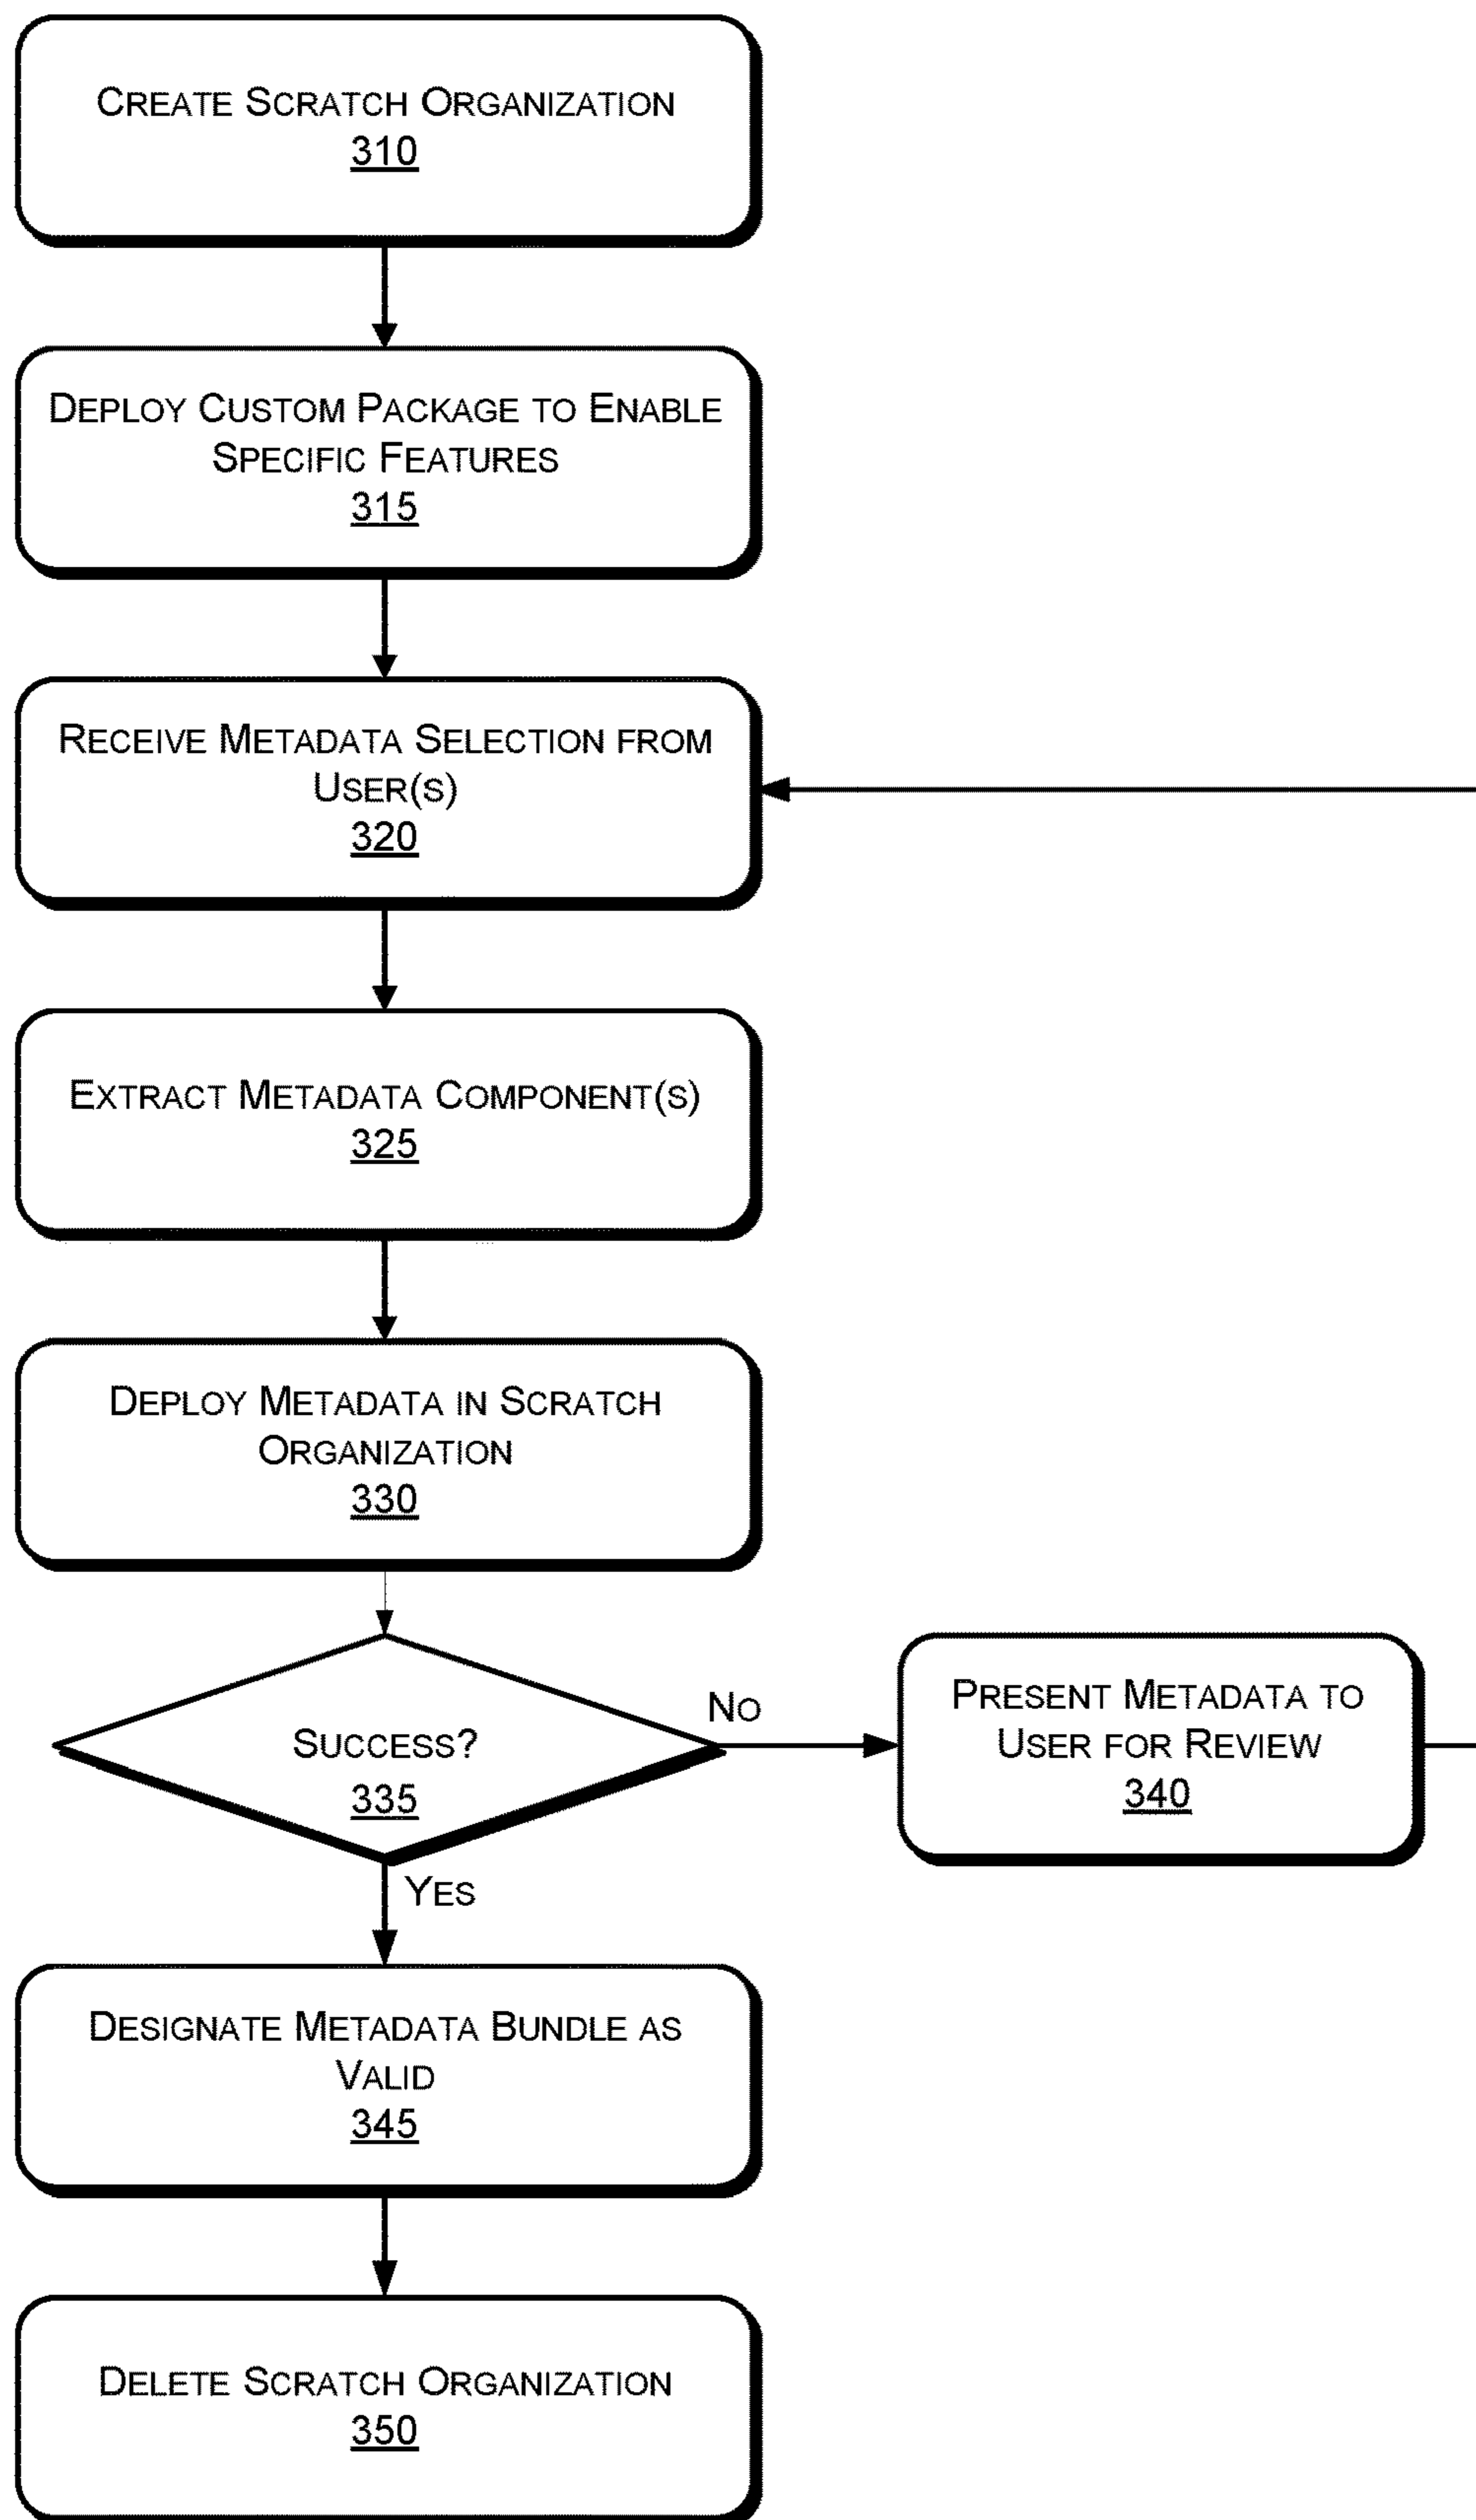 CREATE SCRATCH ORGANIZATION
310
DEPLOY CUSTOM PACKAGE TO ENABLE
SPECIFIC FEATURES
315
RECEIVE METADATA SELECTION FROM
USER(S)
320
EXTRACT METADATA COMPONENT(S)
325
DEPLOY METADATA IN SCRATCH
ORGANIZATION
330
SUCCESS?
335
NO
PRESENT METADATA TO
USER FOR REVIEW
340
YES
DESIGNATE METADATA BUNDLE AS
VALID
345
DELETE SCRATCH ORGANIZATION
350